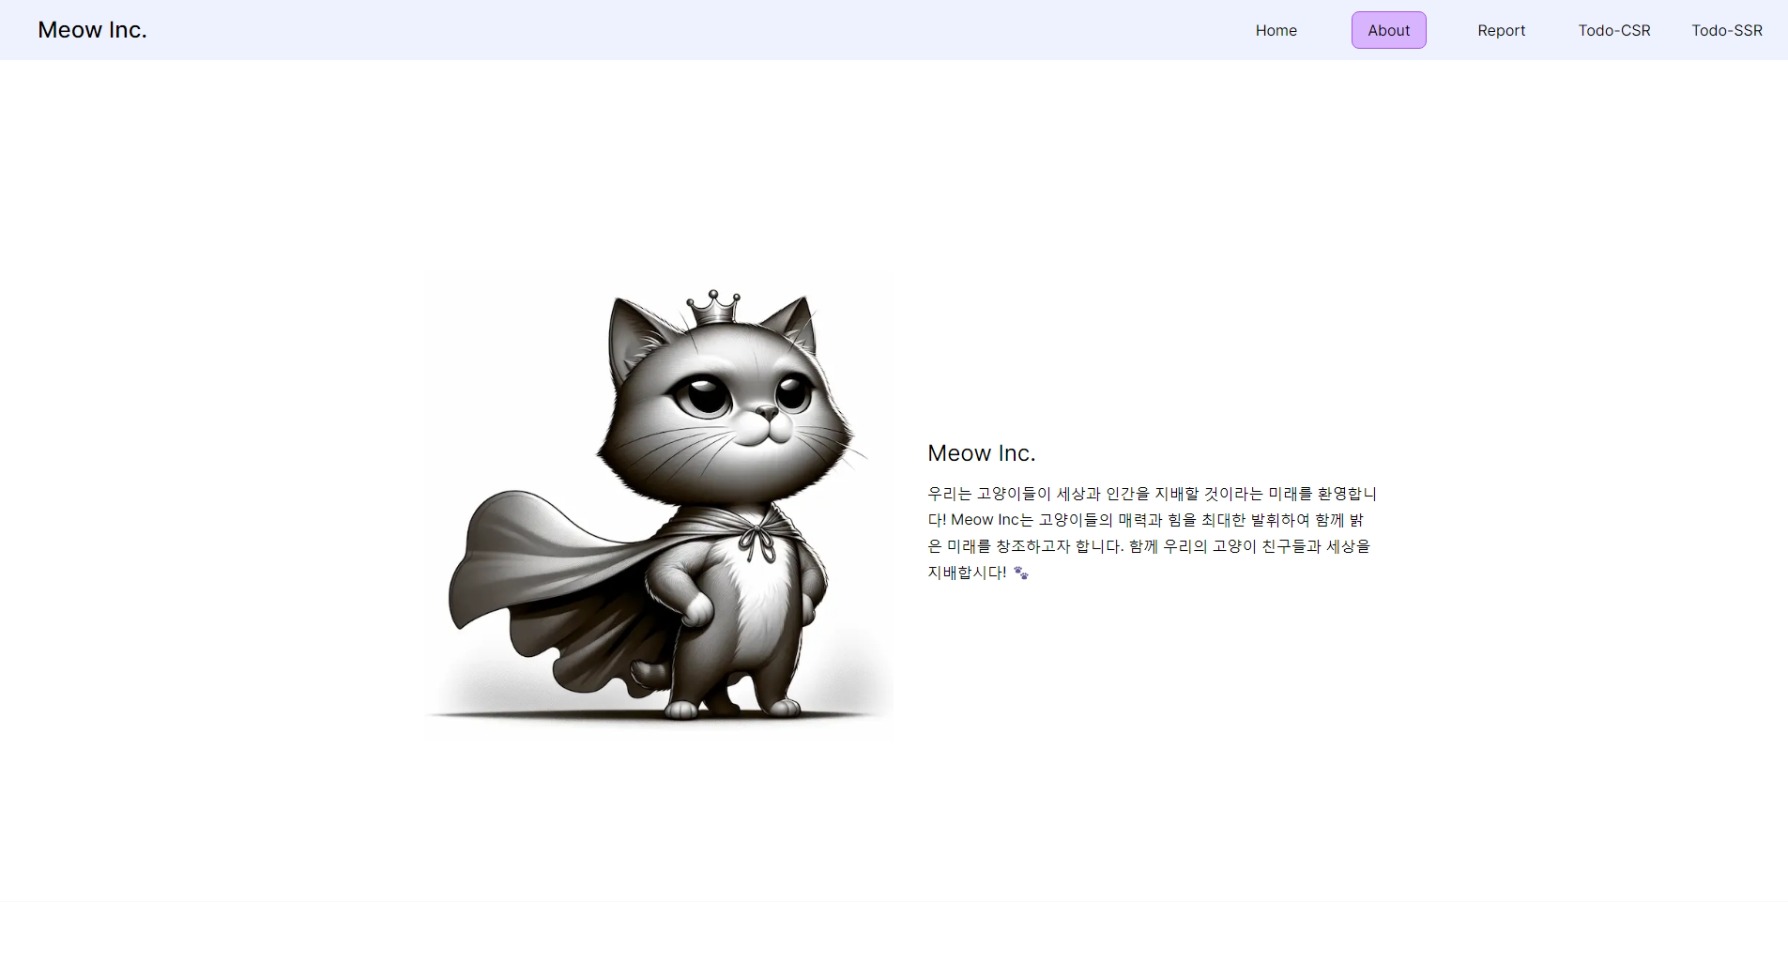 Meow Inc.
Home
About
Report
Todo-CSR
Todo-SSR
Meow Inc.
우리는 고양이들이 세상과 인간을 지배할 것이라는 미래를 환영합니
다! Meow Inc는 고양이들의 매력과 힘을 최대한 발휘하여 함께 밝
은 미래를 창조하고자 합니다. 함께 우리의 고양이 친구들과 세상을
지배합시다! 🐾